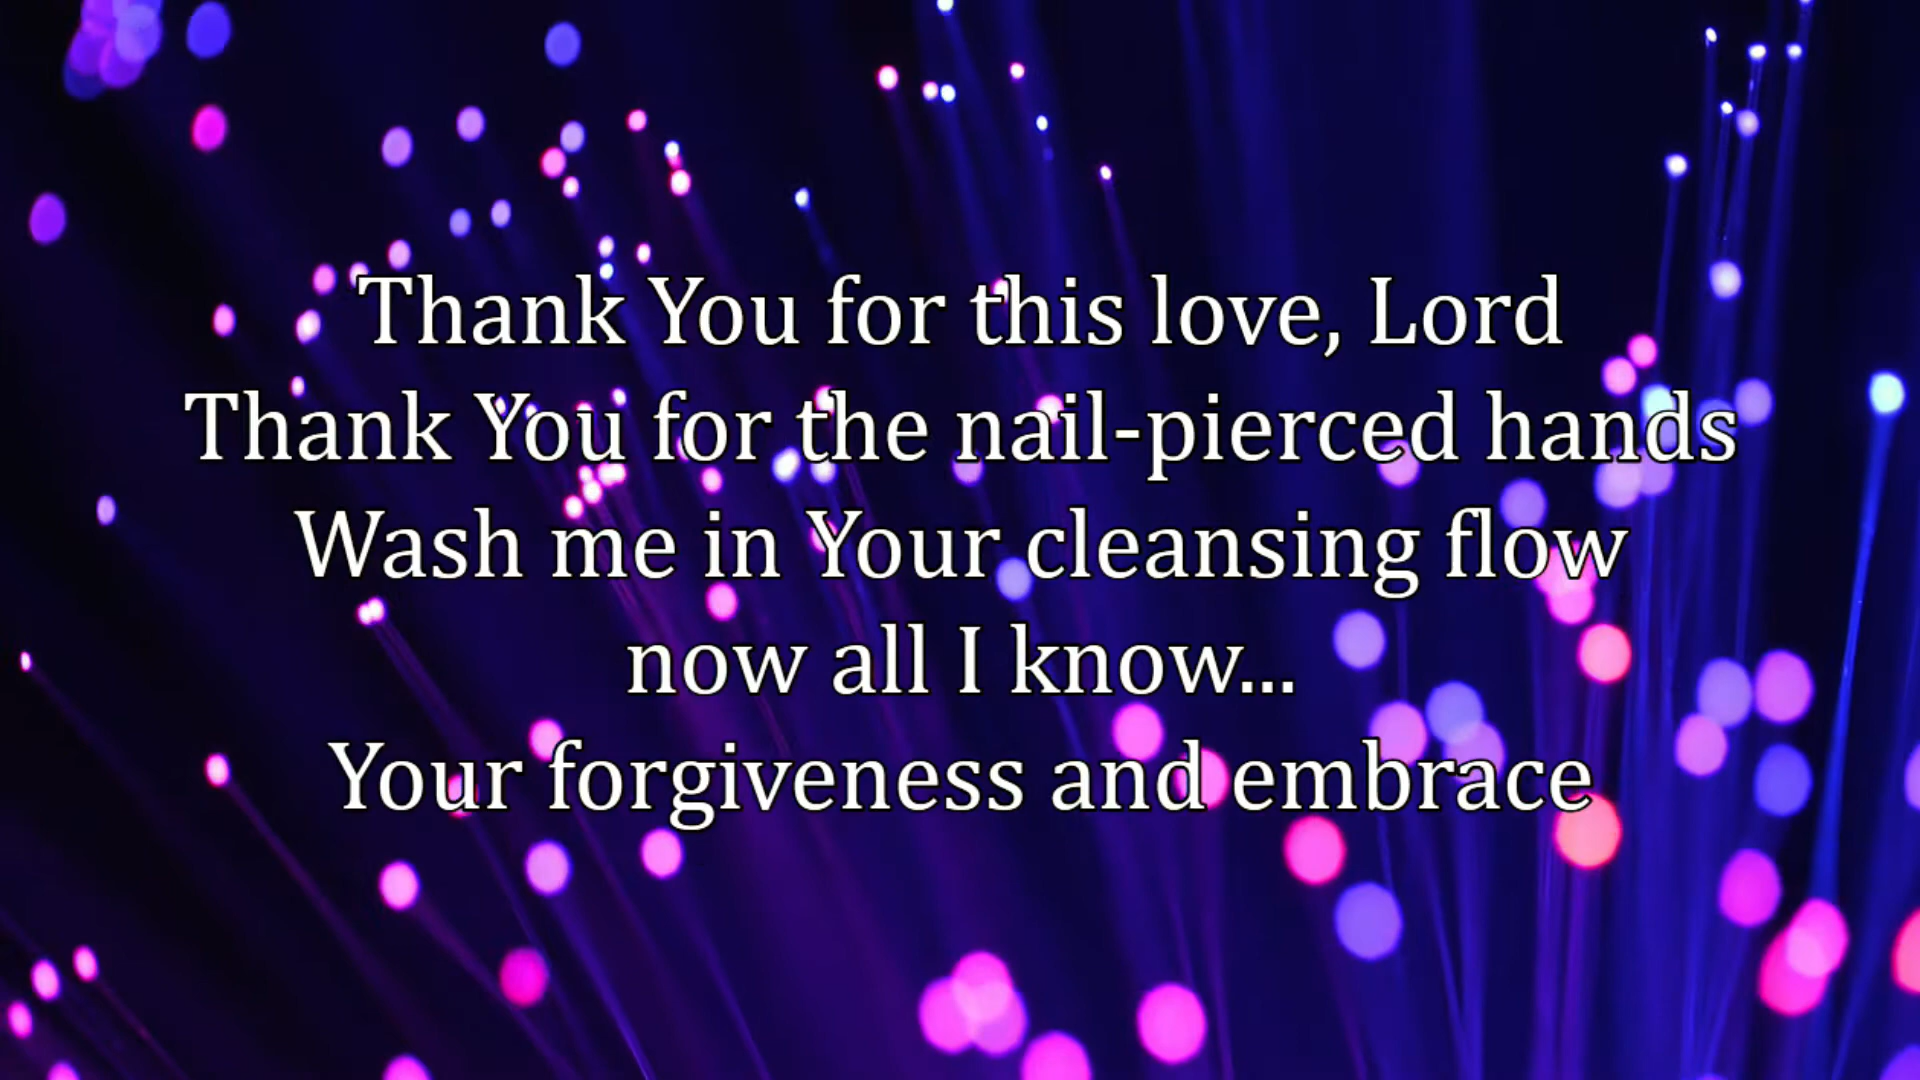 Thank You for this love, Lord
Thank You for the nail-pierced hands
Wash me in Your cleansing flow
now all I know...
Your forgiveness and embrace